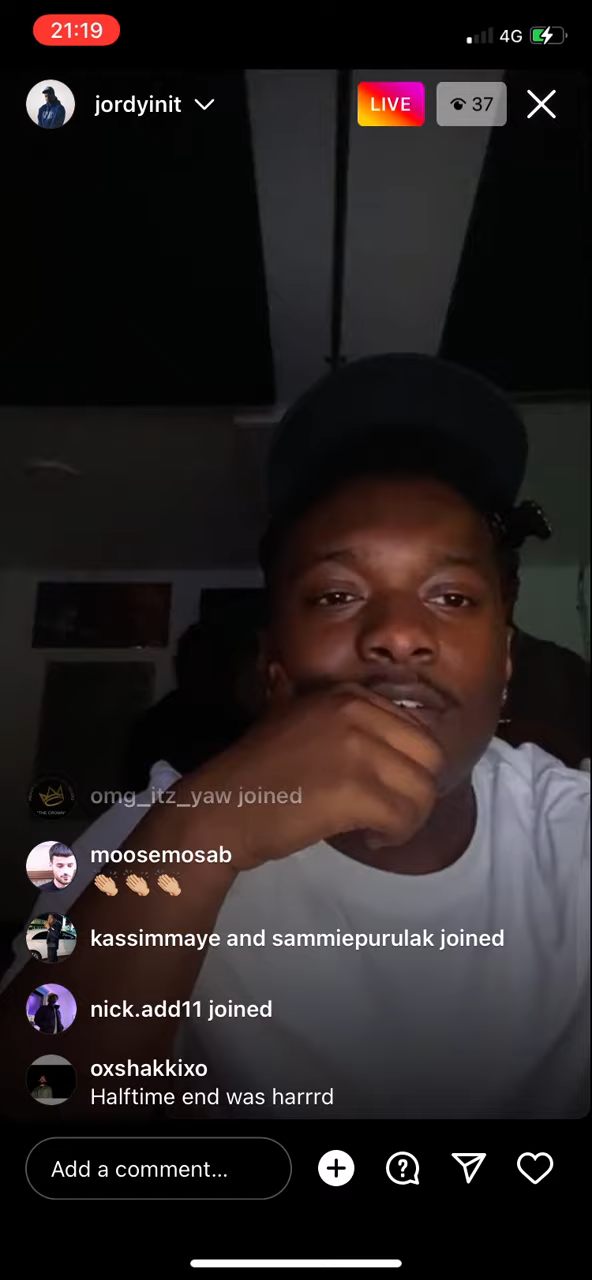 21:19
4G
jordyinit
LIVE
37
omg_itz_yaw joined
moosemosab
👏🏼👏🏼👏🏼
kassimmaye and sammiepurulak joined
nick.add11 joined
oxshakkixo
Halftime end was harrrd
Add a comment...